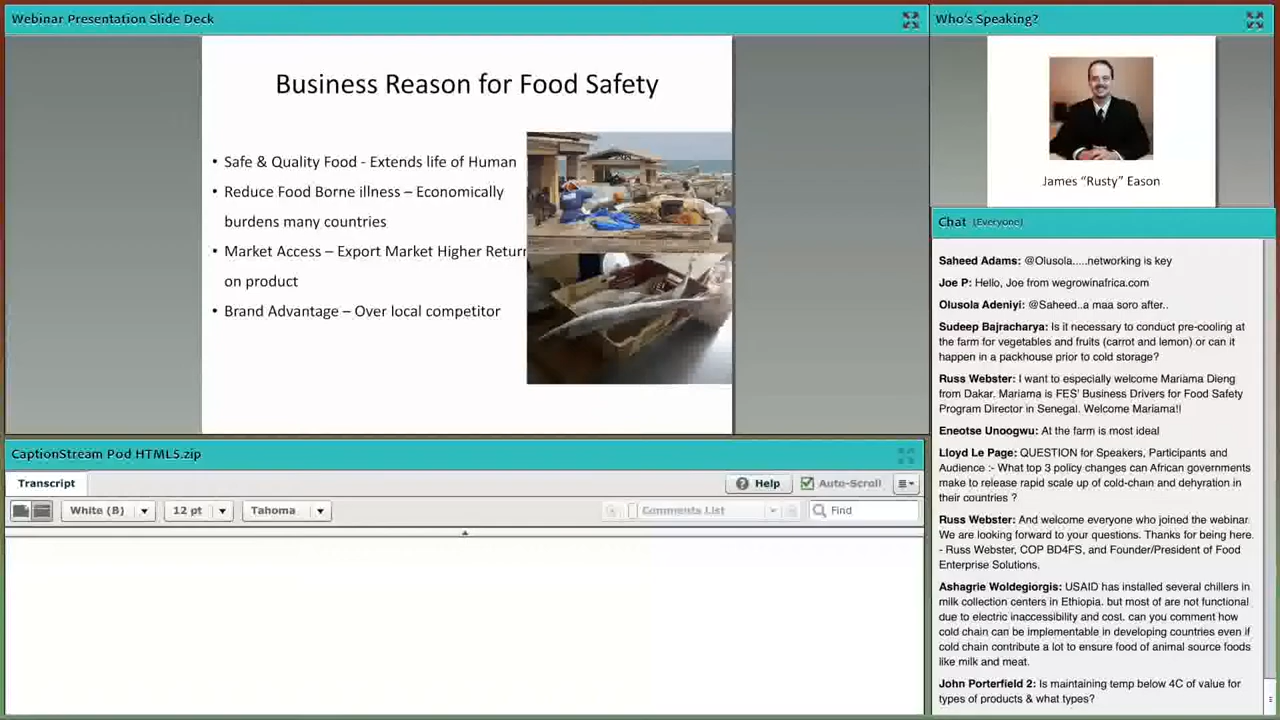 Webinar Presentation Slide Deck
Business Reason for Food Safety
• Safe & Quality Food - Extends life of Human
• Reduce Food Borne illness – Economically
burdens many countries
• Market Access – Export Market Higher Return
on product
• Brand Advantage – Over local competitor
Who's Speaking?
James “Rusty” Eason
Chat (Everyone)
Saheed Adams: @Olusola.....networking is key
Joe P: Hello, Joe from wegrowinafrica.com
Olusola Adeniyi: @Saheed..a maa soro after..
Sudeep Bajracharya: Is it necessary to conduct pre-cooling at
the farm for vegetables and fruits (carrot and lemon) or can it
happen in a packhouse prior to cold storage?
Russ Webster: I want to especially welcome Mariama Dieng
from Dakar. Mariama is FES' Business Drivers for Food Safety
Program Director in Senegal. Welcome Mariama!!
Eneotse Unoogwu: At the farm is most ideal
Lloyd Le Page: QUESTION for Speakers, Participants and
Audience :- What top 3 policy changes can African governments
make to release rapid scale up of cold-chain and dehyration in
their countries ?
Russ Webster: And welcome everyone who joined the webinar.
We are looking forward to your questions. Thanks for being here.
- Russ Webster, COP BD4FS, and Founder/President of Food
Enterprise Solutions.
Ashagrie Woldegiorgis: USAID has installed several chillers in
milk collection centers in Ethiopia. but most of are not functional
due to electric inaccessibility and cost. can you comment how
cold chain can be implementable in developing countries even if
cold chain contribute a lot to ensure food of animal source foods
like milk and meat.
John Porterfield 2: Is maintaining temp below 4C of value for
types of products & what types?
CaptionStream Pod HTML5.zip
Transcript
Help
Auto-Scroll
White (B)
12 pt
Tahoma
Comments List
Find